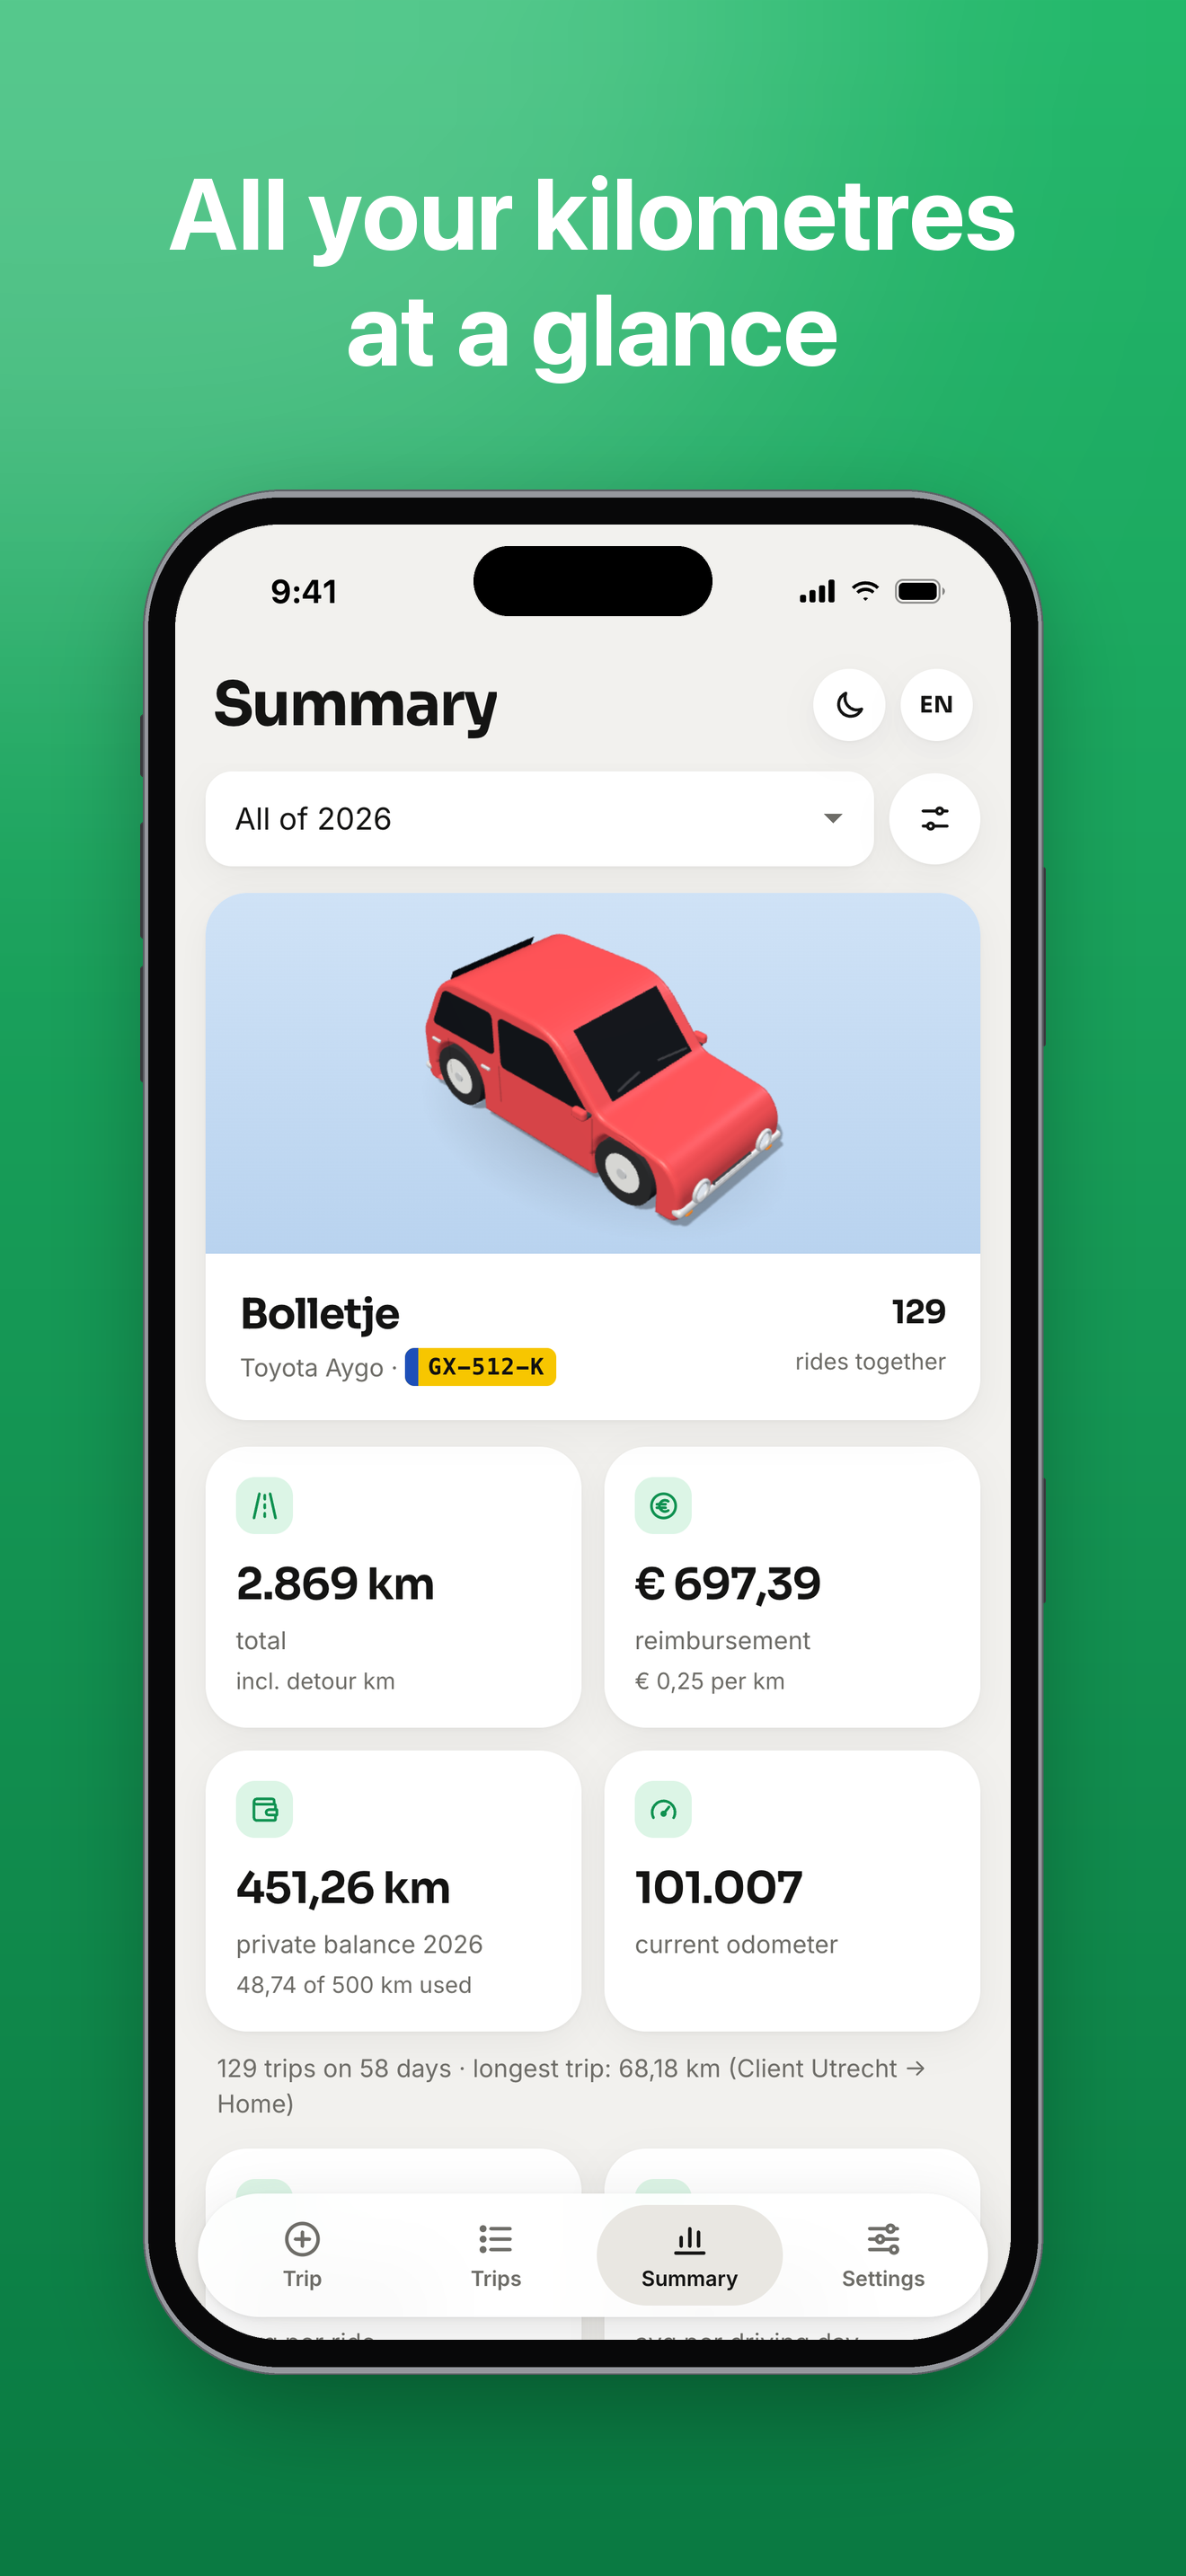 All your kilometres
at a glance
9:41
Summary
EN
All of 2026
Bolletje
129
Toyota Aygo · GX-512-K
rides together
2.869 km
total
incl. detour km
€ 697,39
reimbursement
€ 0,25 per km
451,26 km
private balance 2026
48,74 of 500 km used
101.007
current odometer
129 trips on 58 days · longest trip: 68,18 km (Client Utrecht →
Home)
Trip
Trips
Summary
Settings